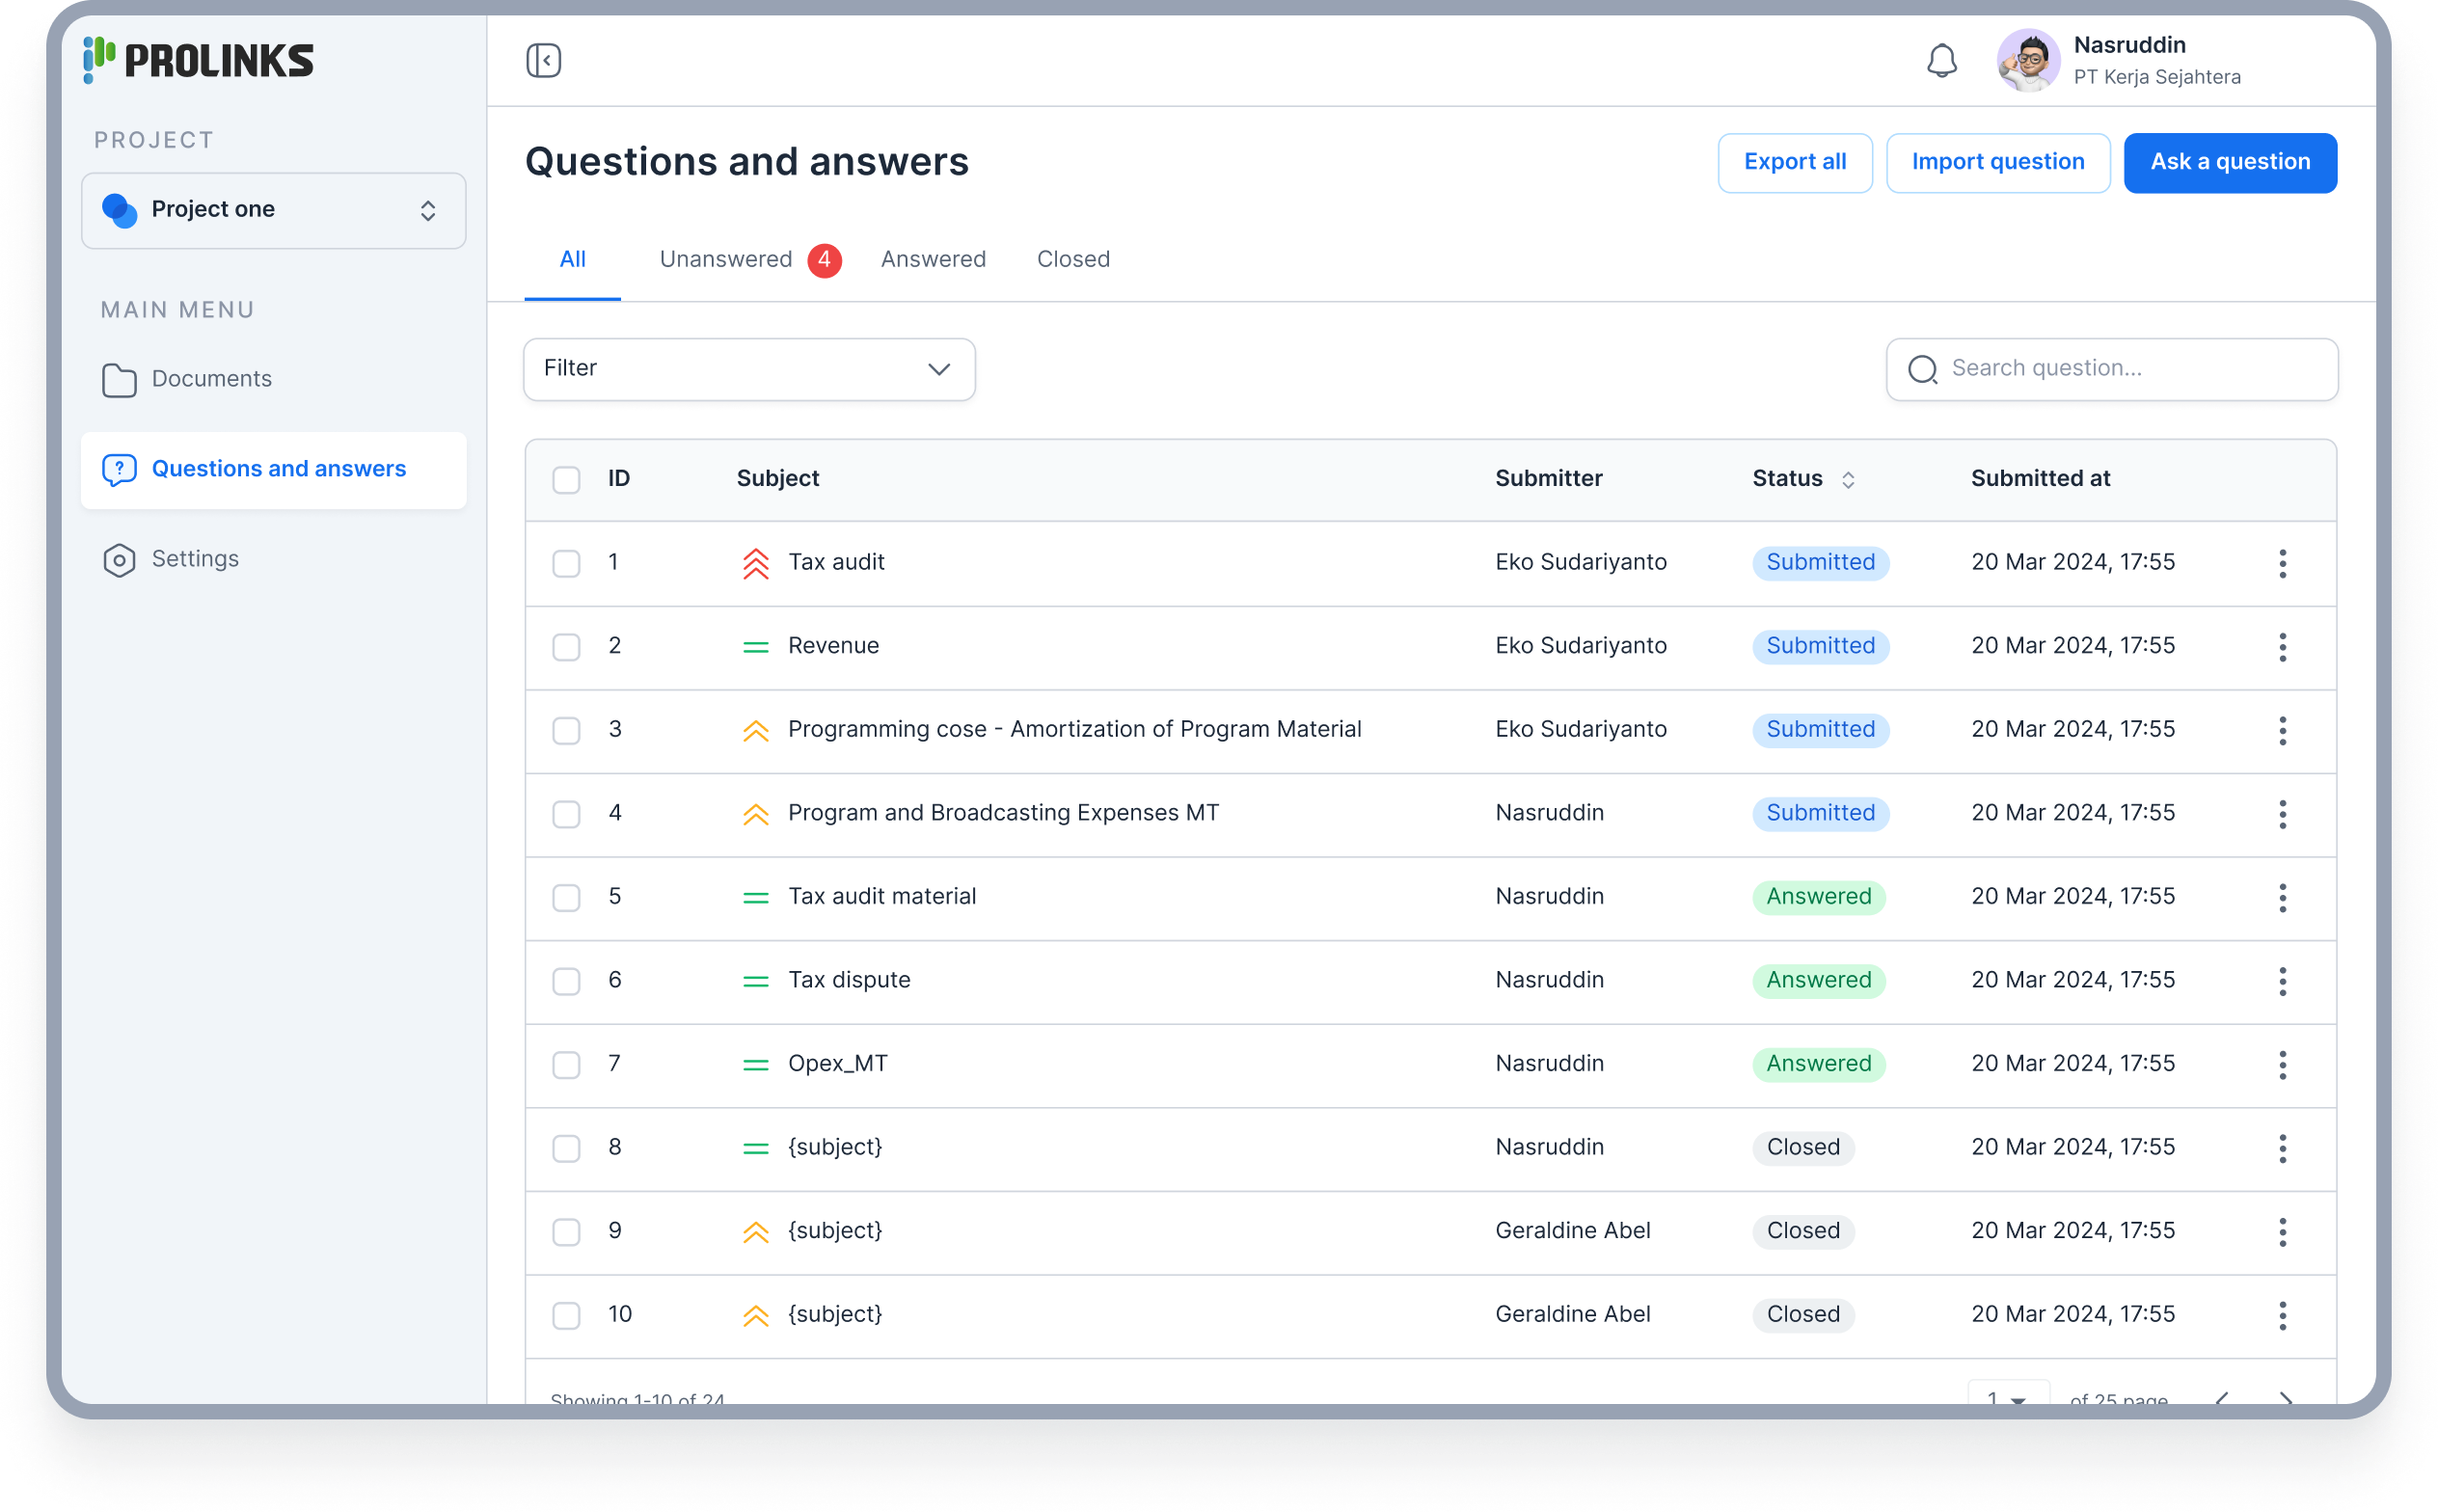 PROLINKS
PROJECT
Project one
MAIN MENU
Documents
Questions and answers
Settings
Nasruddin
PT Kerja Sejahtera
Questions and answers
Export all
Import question
Ask a question
All
Unanswered 4
Answered
Closed
Filter
Search question...
ID Subject Submitter Status Submitted at
1 Tax audit Eko Sudariyanto Submitted 20 Mar 2024, 17:55
2 Revenue Eko Sudariyanto Submitted 20 Mar 2024, 17:55
3 Programming cose - Amortization of Program Material Eko Sudariyanto Submitted 20 Mar 2024, 17:55
4 Program and Broadcasting Expenses MT Nasruddin Submitted 20 Mar 2024, 17:55
5 Tax audit material Nasruddin Answered 20 Mar 2024, 17:55
6 Tax dispute Nasruddin Answered 20 Mar 2024, 17:55
7 Opex_MT Nasruddin Answered 20 Mar 2024, 17:55
8 {subject} Nasruddin Closed 20 Mar 2024, 17:55
9 {subject} Geraldine Abel Closed 20 Mar 2024, 17:55
10 {subject} Geraldine Abel Closed 20 Mar 2024, 17:55
Showing 1-10 of 24 1 of 25 page